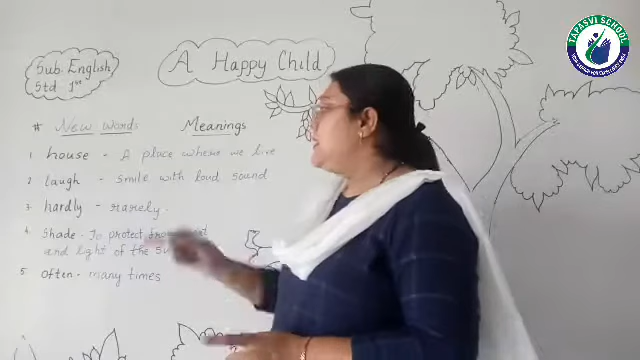 TAPASVI SCHOOL
Sub. English
Std 1st
A Happy Child
# New Words Meanings
1 house - A place where we live
2 laugh - smile with loud sound
3. hardly - rarely.
4. Shade - To protect from
and light of the
5 often - many times